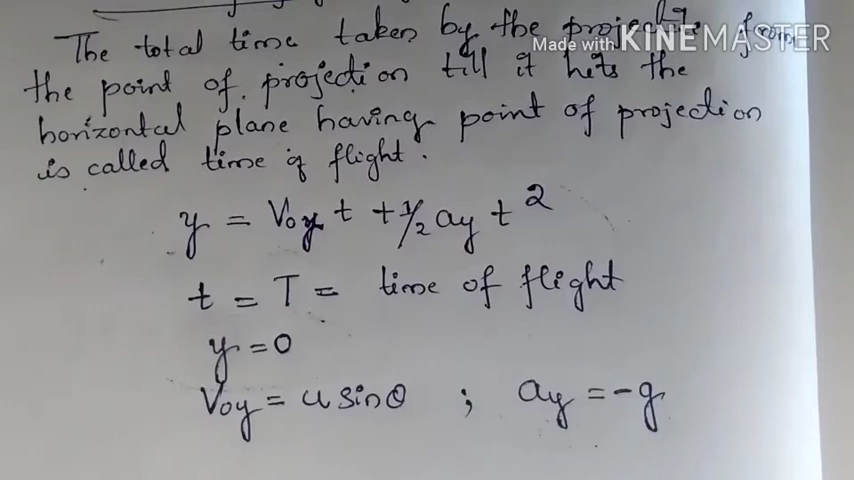 The total time taken by the projectile from
Made with KINEMASTER
the point of projection till it hits the
horizontal plane having point of projection
is called time of flight.
y = Voy t + 1/2 ay t²
t = T = time of flight
y = 0
Voy = u sinθ ; ay = -g